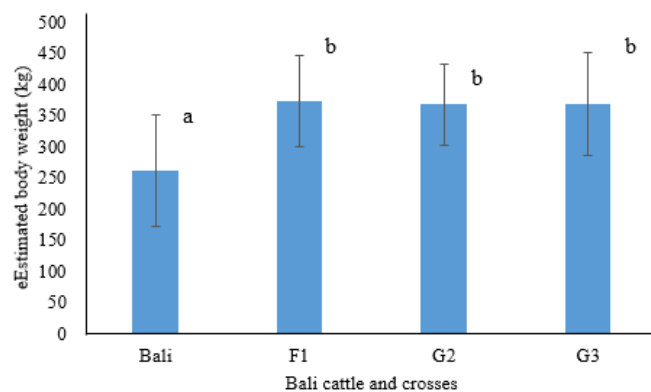 500
450
400
350
300
250
200
150
100
50
0
eEstimated body weight (kg)
a
b
b
b
Bali F1 G2 G3
Bali cattle and crosses